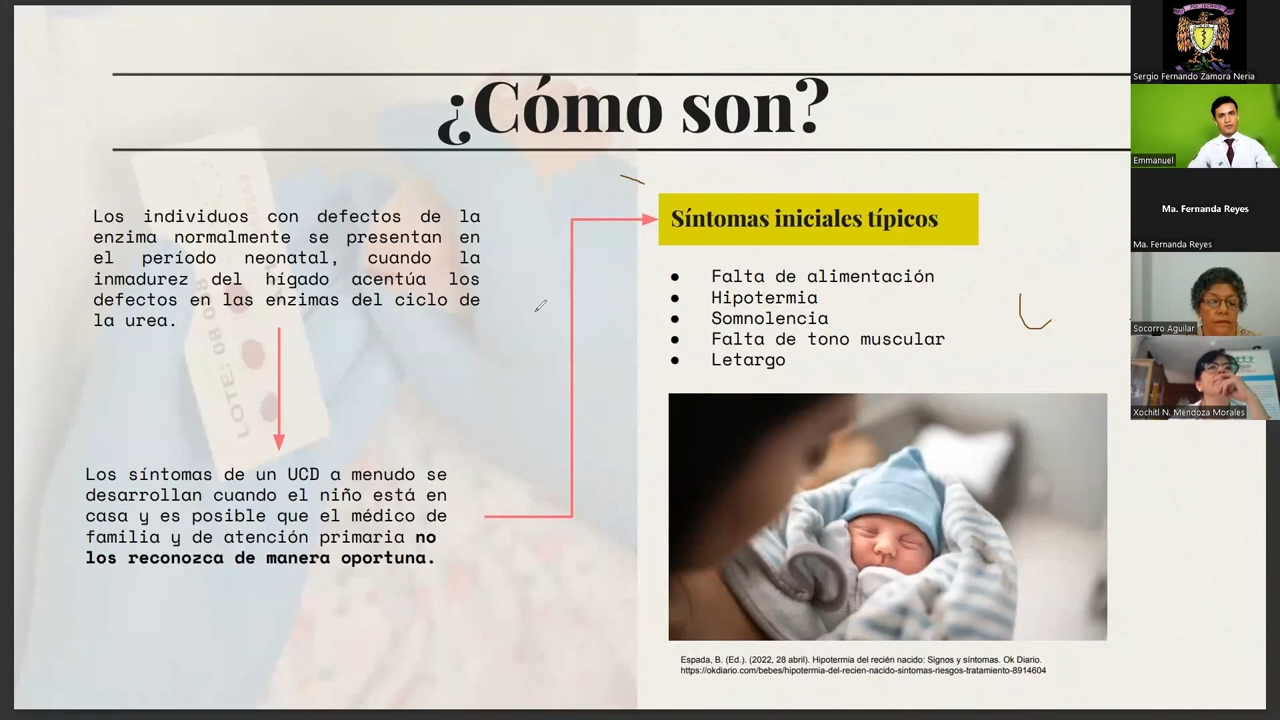 ¿Cómo son?
Los individuos con defectos de la
enzima normalmente se presentan en
el período neonatal, cuando la
inmadurez del hígado acentúa los
defectos en las enzimas del ciclo de
la urea.
Los síntomas de un UCD a menudo se
desarrollan cuando el niño está en
casa y es posible que el médico de
familia y de atención primaria no
los reconozca de manera oportuna.
Síntomas iniciales típicos
● Falta de alimentación
● Hipotermia
● Somnolencia
● Falta de tono muscular
● Letargo
Espada, B. (Ed.). (2022, 28 abril). Hipotermia del recién nacido: Signos y síntomas. Ok Diario.
https://okdiario.com/bebes/hipotermia-del-recien-nacido-sintomas-riesgos-tratamiento-8914604
LOTE: 08 08
Sergio Fernando Zamora Neria
Emmanuel
Ma. Fernanda Reyes
Ma. Fernanda Reyes
Socorro Aguilar
Xochitl N. Mendoza Morales